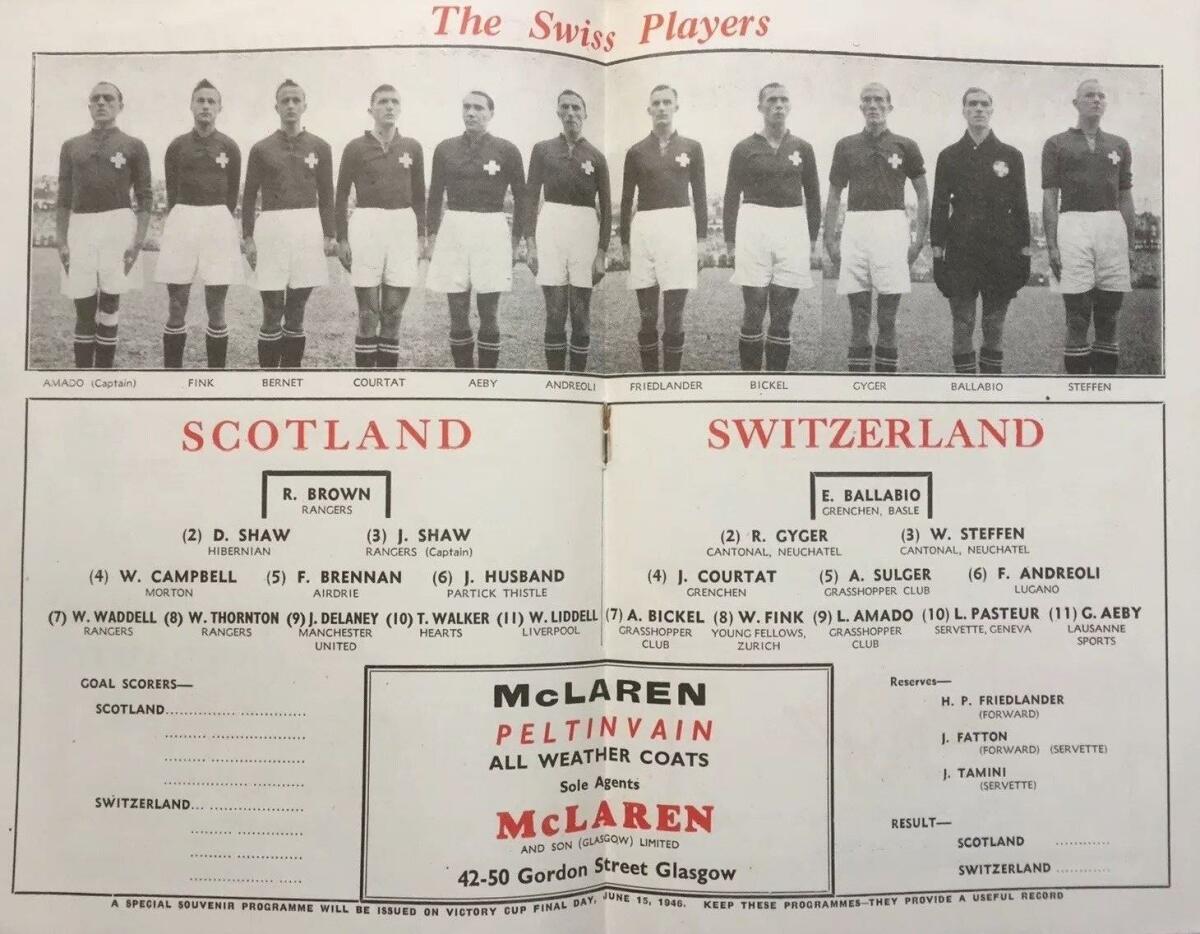 The Swiss Players
AMADO (Captain) FINK BERNET COURTAT AEBY ANDREOLI FRIEDLANDER BICKEL GYGER BALLABIO STEFFEN
SCOTLAND
R. BROWN
RANGERS
(2) D. SHAW (3) J. SHAW
HIBERNIAN RANGERS (Captain)
(4) W. CAMPBELL (5) F. BRENNAN (6) J. HUSBAND
MORTON AIRDRIE PARTICK THISTLE
(7) W. WADDELL (8) W. THORNTON (9) J. DELANEY (10) T. WALKER (11) W. LIDDELL
RANGERS RANGERS MANCHESTER HEARTS LIVERPOOL
UNITED
SWITZERLAND
E. BALLABIO
GRENCHEN, BASLE
(2) R. GYGER (3) W. STEFFEN
CANTONAL, NEUCHATEL CANTONAL, NEUCHATEL
(4) J. COURTAT (5) A. SULGER (6) F. ANDREOLI
GRENCHEN GRASSHOPPER CLUB LUGANO
(7) A. BICKEL (8) W. FINK (9) L. AMADO (10) L. PASTEUR (11) G. AEBY
GRASSHOPPER YOUNG FELLOWS, GRASSHOPPER SERVETTE, GENEVA LAUSANNE
CLUB ZURICH CLUB SPORTS
GOAL SCORERS—
SCOTLAND
SWITZERLAND
McLAREN
PELTINVAIN
ALL WEATHER COATS
Sole Agents
McLAREN
AND SON (GLASGOW) LIMITED
42-50 Gordon Street Glasgow
Reserves—
H. P. FRIEDLANDER
(FORWARD)
J. FATTON
(FORWARD) (SERVETTE)
J. TAMINI
(SERVETTE)
RESULT—
SCOTLAND
SWITZERLAND
A SPECIAL SOUVENIR PROGRAMME WILL BE ISSUED ON VICTORY CUP FINAL DAY, JUNE 15, 1946. KEEP THESE PROGRAMMES—THEY PROVIDE A USEFUL RECORD